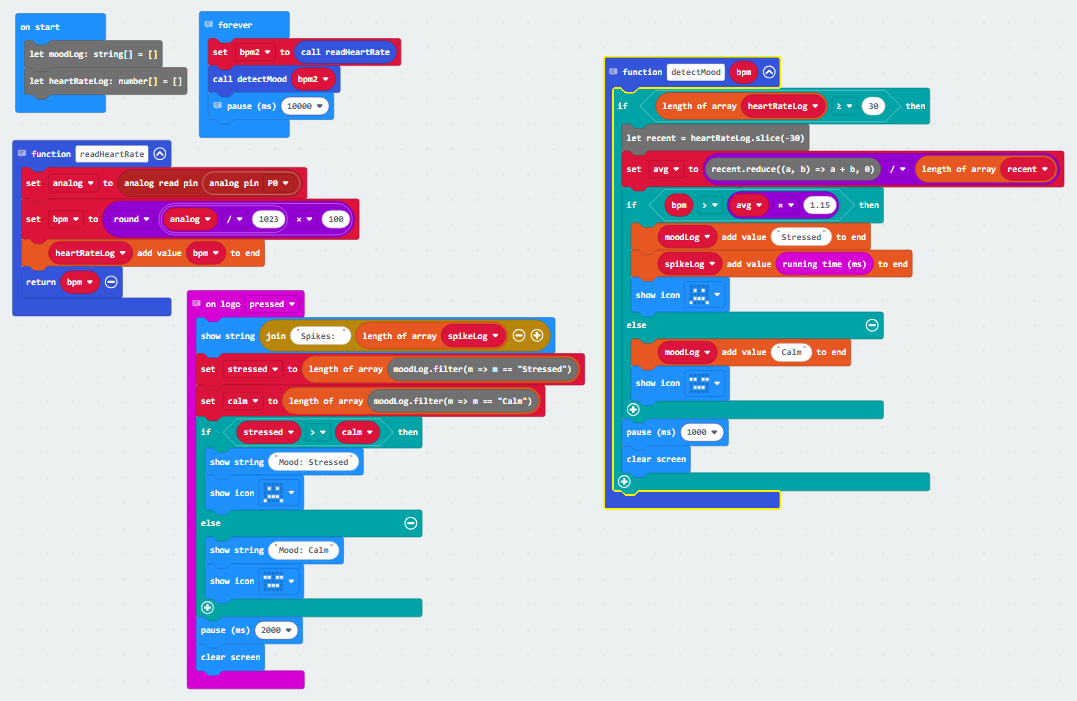 on start
let moodLog: string[] = []
let heartRateLog: number[] = []
forever
set bpm2 to call readHeartRate
call detectMood bpm2
pause (ms) 10000
function readHeartRate
set analog to analog read pin analog pin P0
set bpm to round analog / 1023 × 100
heartRateLog add value bpm to end
return bpm
on logo pressed
show string join "Spikes: " length of array spikeLog
set stressed to length of array moodLog.filter(m => m == "Stressed")
set calm to length of array moodLog.filter(m => m == "Calm")
if stressed > calm then
show string "Mood: Stressed"
show icon
else
show string "Mood: Calm"
show icon
pause (ms) 2000
clear screen
function detectMood bpm
if length of array heartRateLog ≥ 30 then
let recent = heartRateLog.slice(-30)
set avg to recent.reduce((a, b) => a + b, 0) / length of array recent
if bpm > avg × 1.15 then
moodLog add value "Stressed" to end
spikeLog add value running time (ms) to end
show icon
else
moodLog add value "Calm" to end
show icon
pause (ms) 1000
clear screen